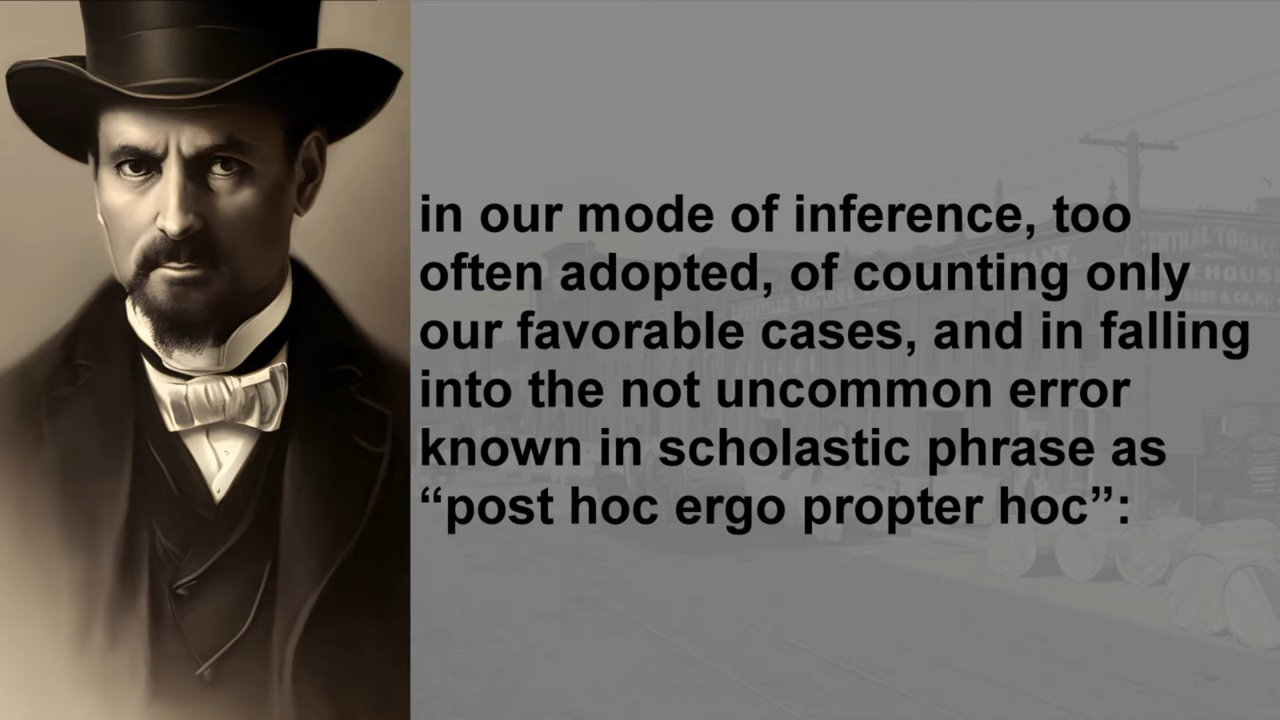 in our mode of inference, too
often adopted, of counting only
our favorable cases, and in falling
into the not uncommon error
known in scholastic phrase as
“post hoc ergo propter hoc”: